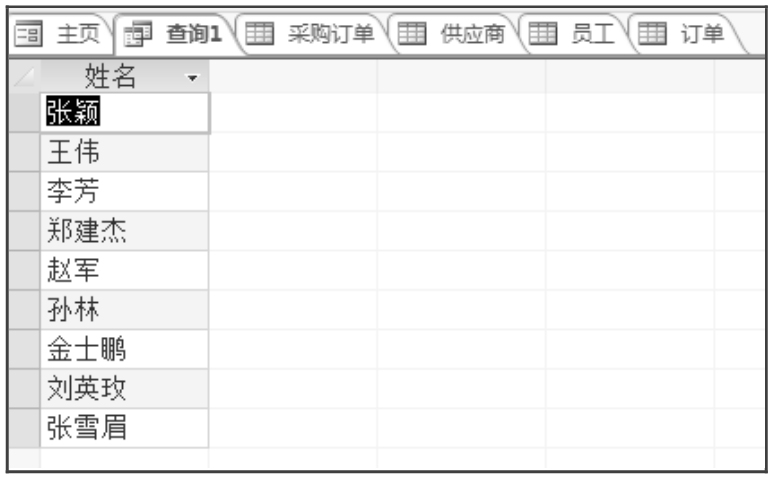 主页 查询1 采购订单 供应商 员工 订单
姓名
张颖
王伟
李芳
郑建杰
赵军
孙林
金士鹏
刘英玫
张雪眉